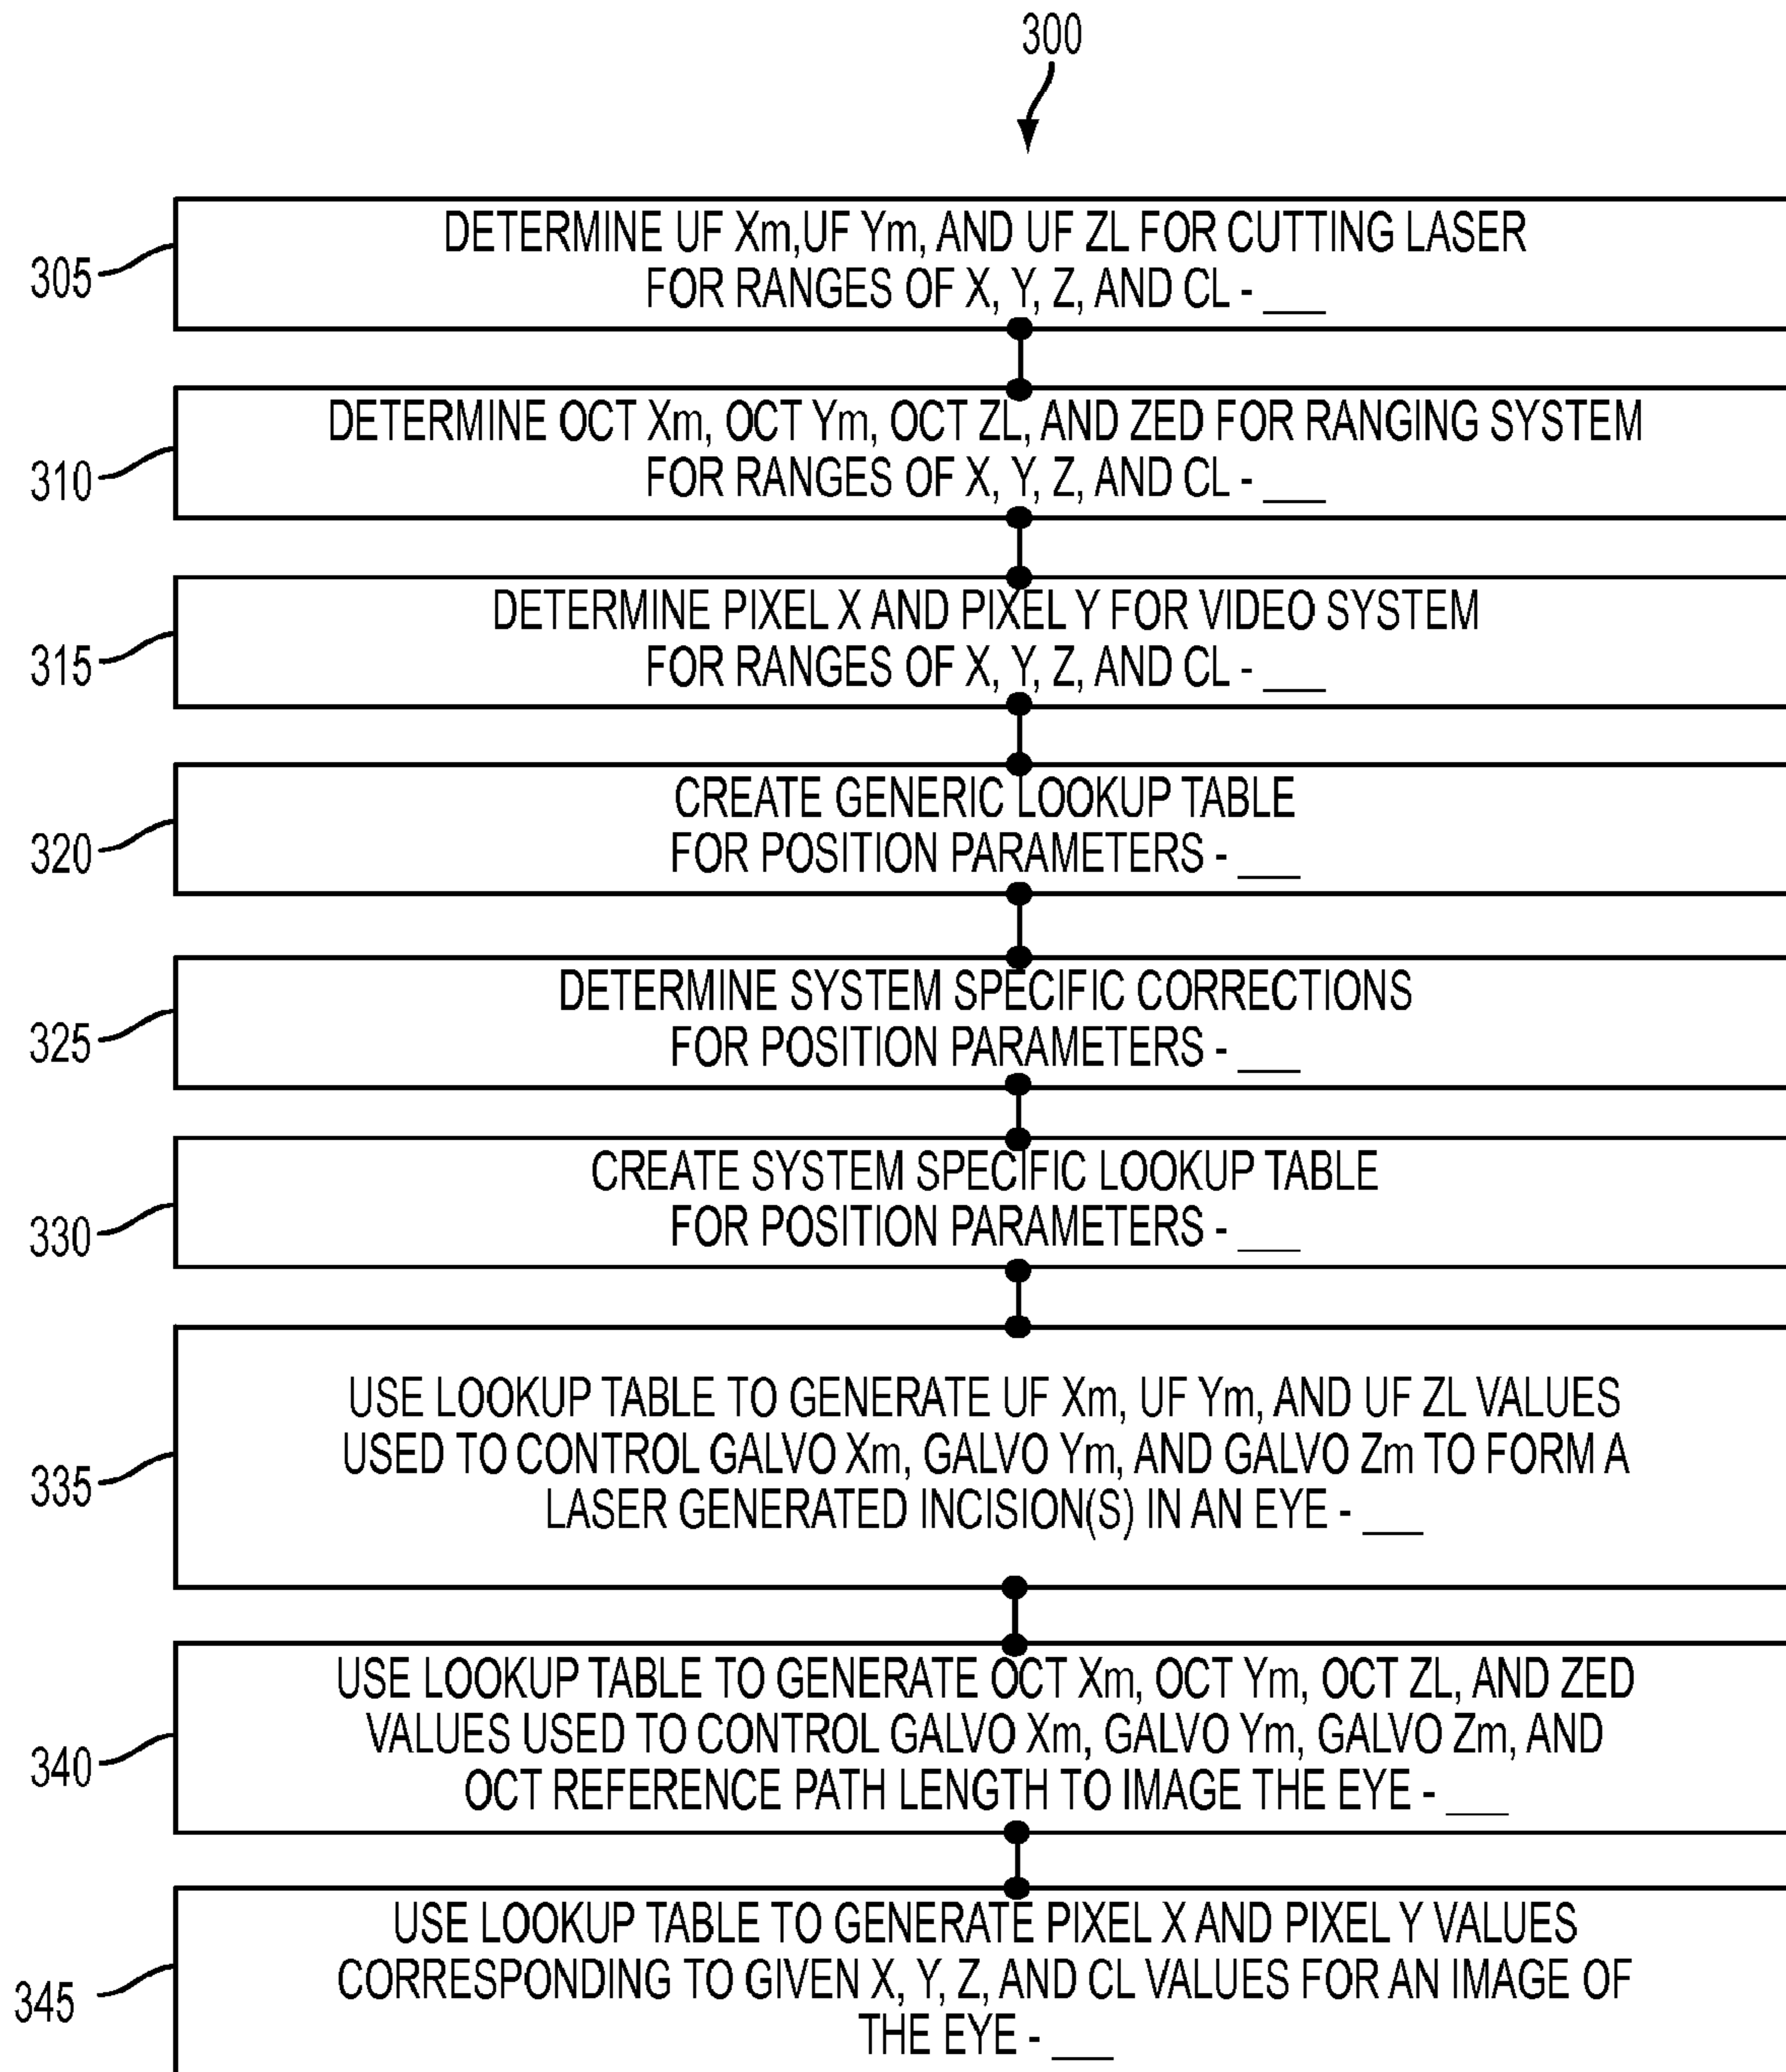 300
DETERMINE UF Xm,UF Ym, AND UF ZL FOR CUTTING LASER
FOR RANGES OF X, Y, Z, AND CL - ___
305
DETERMINE OCT Xm, OCT Ym, OCT ZL, AND ZED FOR RANGING SYSTEM
FOR RANGES OF X, Y, Z, AND CL - ___
310
DETERMINE PIXEL X AND PIXEL Y FOR VIDEO SYSTEM
FOR RANGES OF X, Y, Z, AND CL - ___
315
CREATE GENERIC LOOKUP TABLE
FOR POSITION PARAMETERS - ___
320
DETERMINE SYSTEM SPECIFIC CORRECTIONS
FOR POSITION PARAMETERS - ___
325
CREATE SYSTEM SPECIFIC LOOKUP TABLE
FOR POSITION PARAMETERS - ___
330
USE LOOKUP TABLE TO GENERATE UF Xm, UF Ym, AND UF ZL VALUES
USED TO CONTROL GALVO Xm, GALVO Ym, AND GALVO Zm TO FORM A
LASER GENERATED INCISION(S) IN AN EYE - ___
335
USE LOOKUP TABLE TO GENERATE OCT Xm, OCT Ym, OCT ZL, AND ZED
VALUES USED TO CONTROL GALVO Xm, GALVO Ym, GALVO Zm, AND
OCT REFERENCE PATH LENGTH TO IMAGE THE EYE - ___
340
USE LOOKUP TABLE TO GENERATE PIXEL X AND PIXEL Y VALUES
CORRESPONDING TO GIVEN X, Y, Z, AND CL VALUES FOR AN IMAGE OF
THE EYE - ___
345